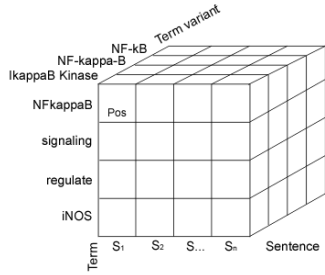 Term variant
NF-kB
NF-kappa-B
IkappaB Kinase
NFkappaB
Pos
signaling
regulate
iNOS
Term
S1 S2 S... Sn Sentence